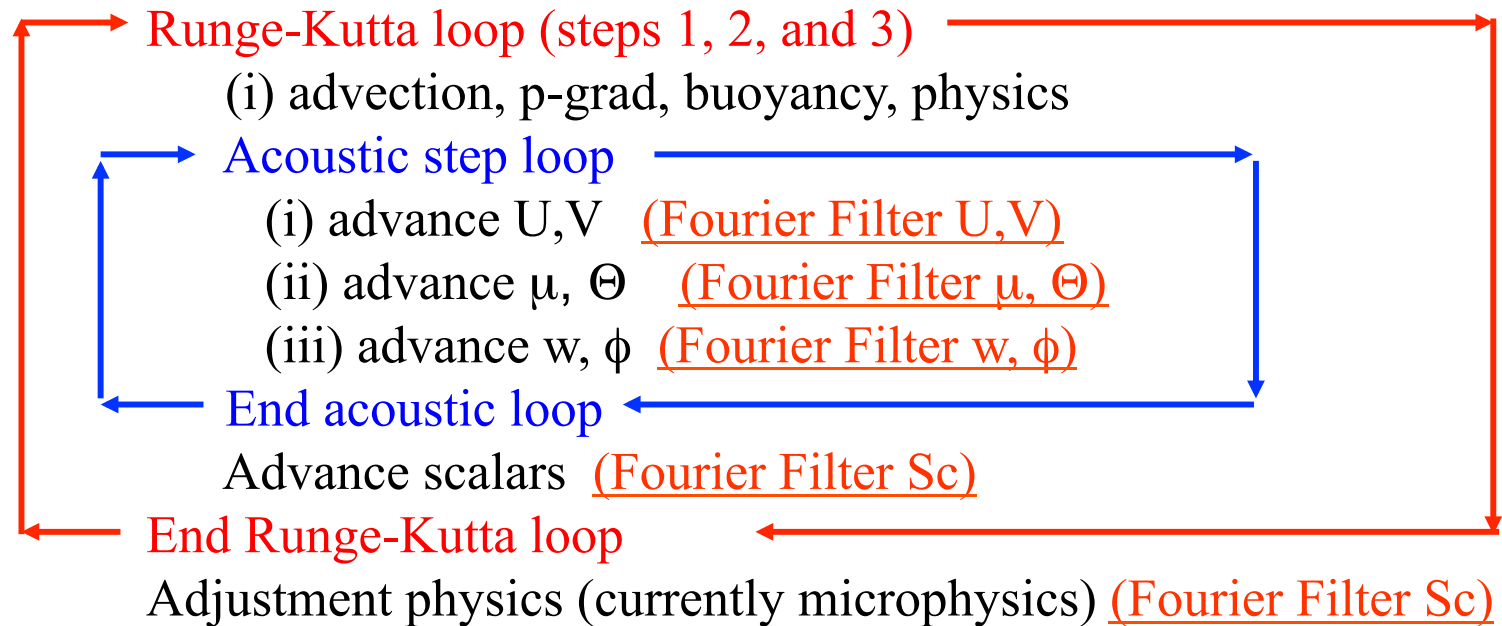 Runge-Kutta loop (steps 1, 2, and 3)
(i) advection, p-grad, buoyancy, physics
Acoustic step loop
(i) advance U,V (Fourier Filter U,V)
(ii) advance μ, Θ (Fourier Filter μ, Θ)
(iii) advance w, ϕ (Fourier Filter w, ϕ)
End acoustic loop
Advance scalars (Fourier Filter Sc)
End Runge-Kutta loop
Adjustment physics (currently microphysics) (Fourier Filter Sc)